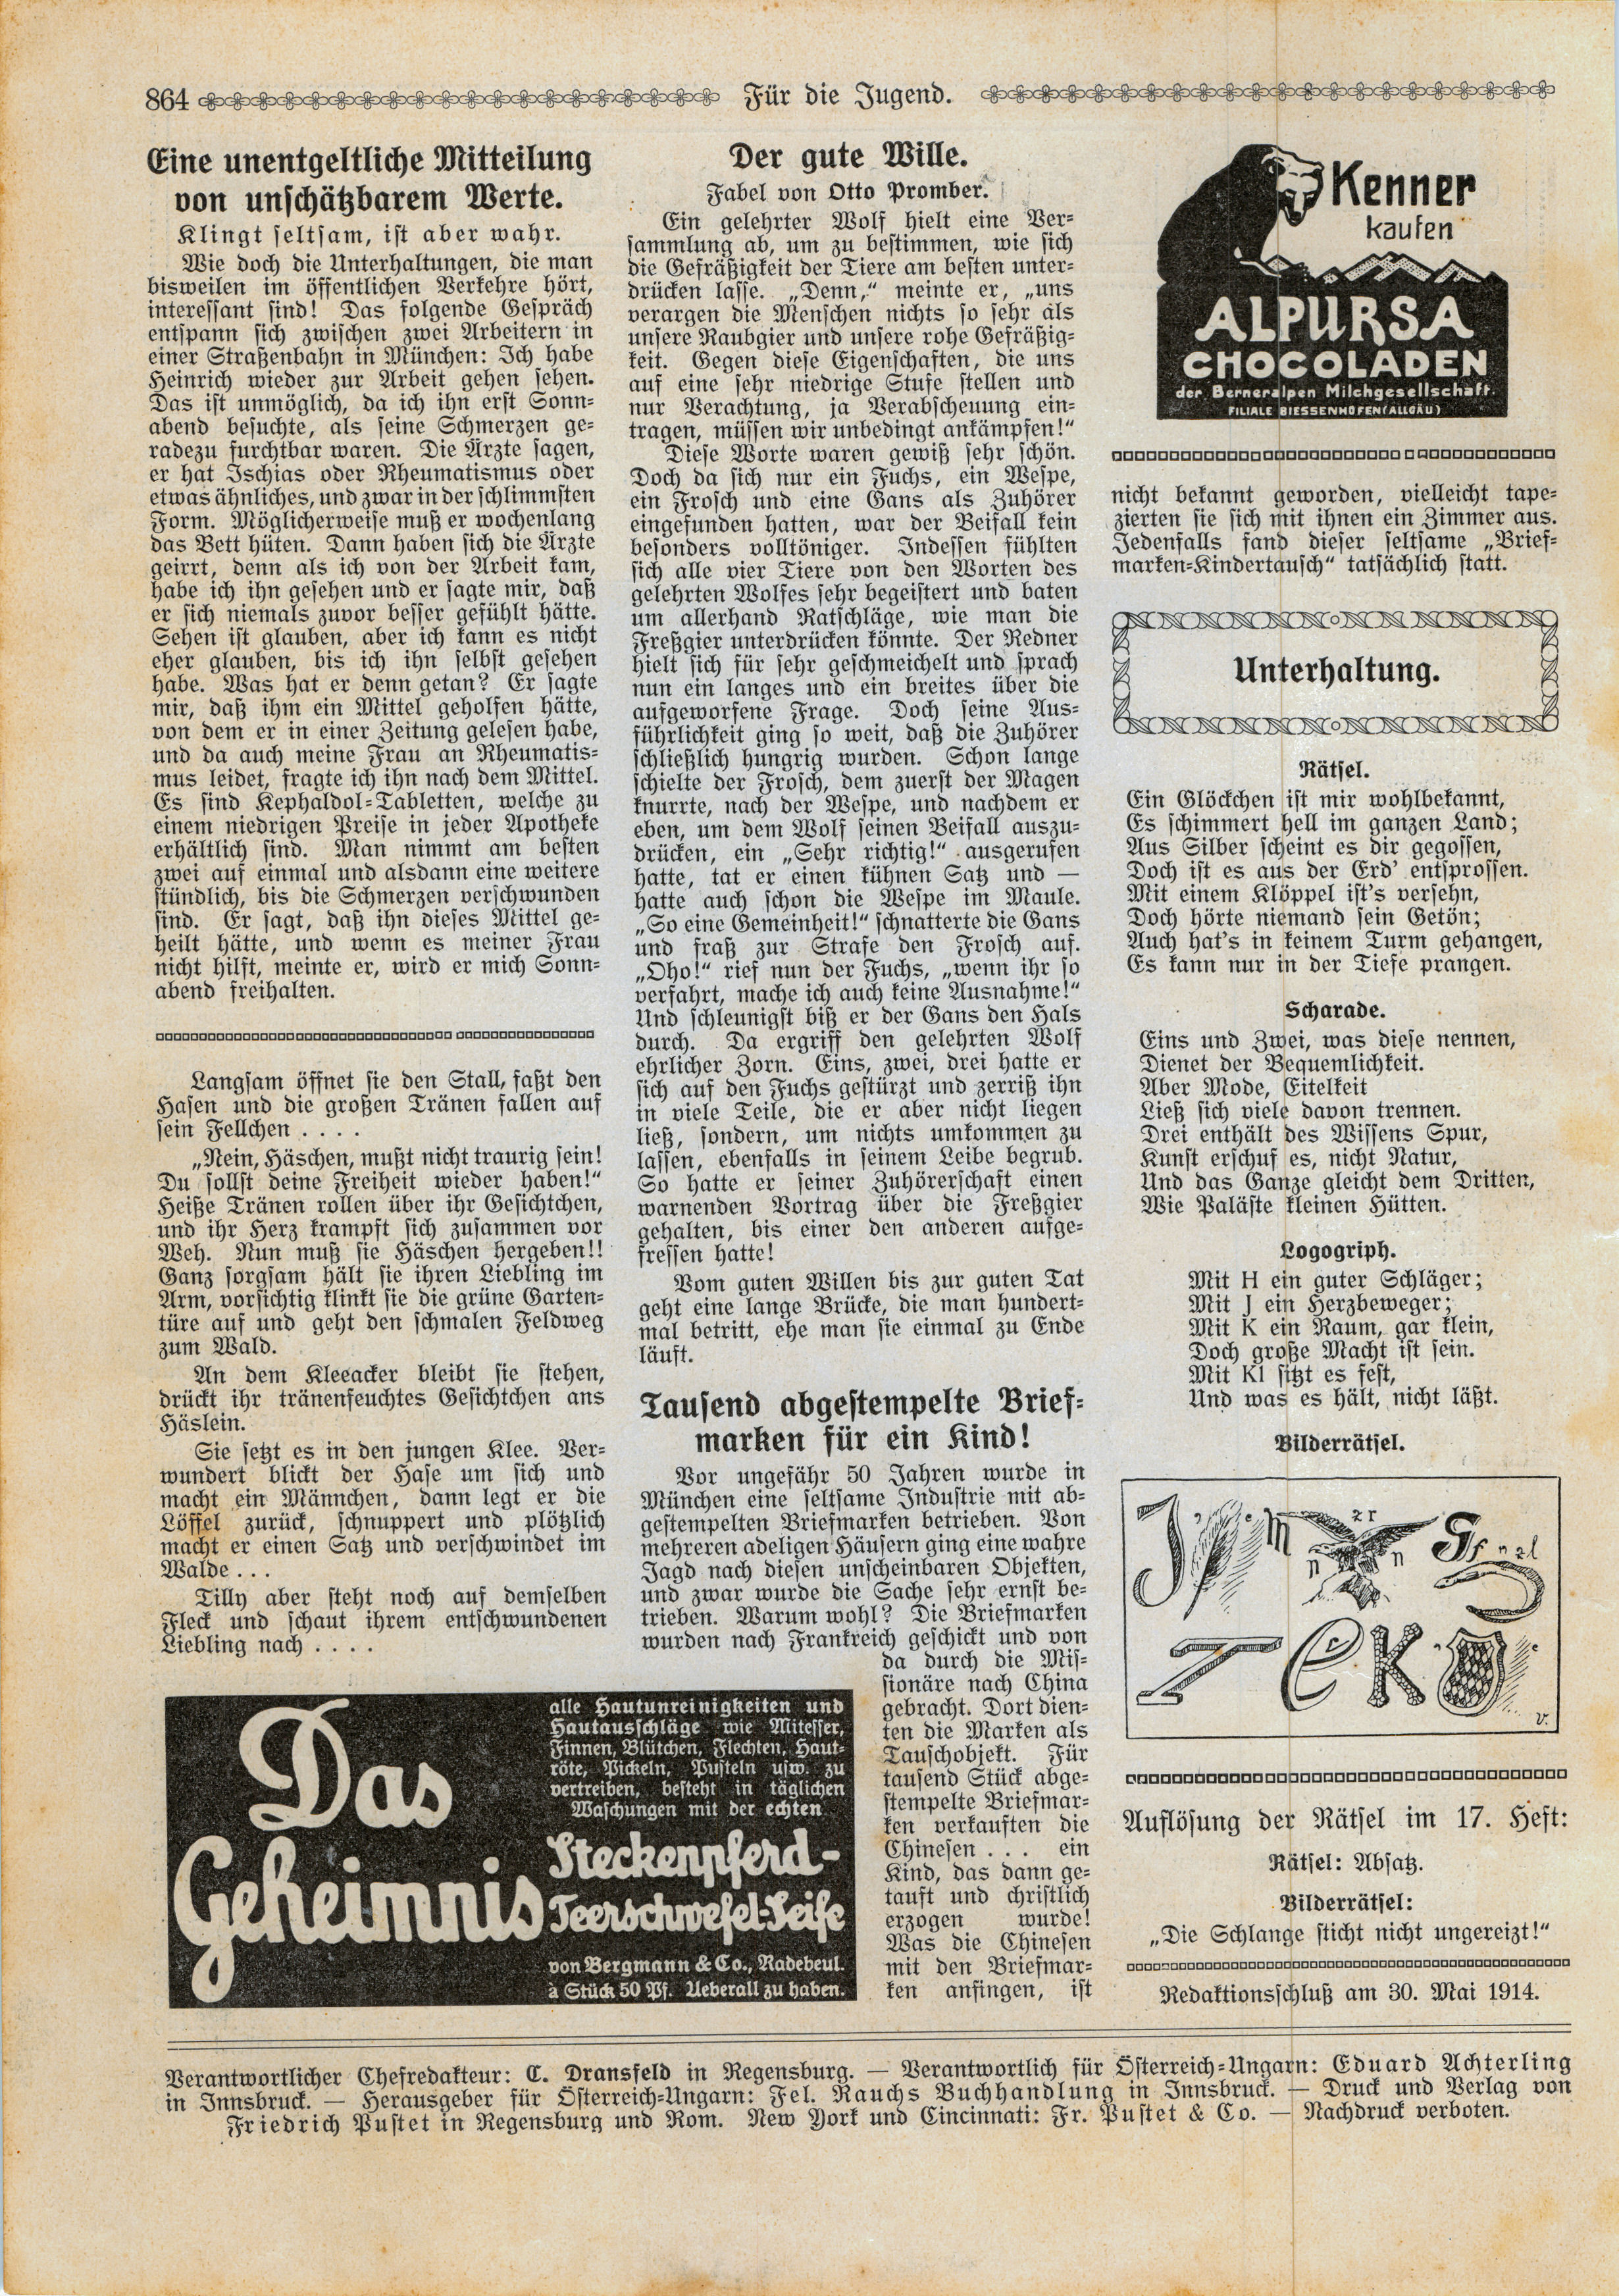 864
Für die Jugend.
Eine unentgeltliche Mitteilung
von unschätzbarem Werte.
Klingt seltsam, ist aber wahr.
Wie doch die Unterhaltungen, die man
bisweilen im öffentlichen Verkehre hört,
interessant sind! Das folgende Gespräch
entspann sich zwischen zwei Arbeitern in
einer Straßenbahn in München: Ich habe
Heinrich wieder zur Arbeit gehen sehen.
Das ist unmöglich, da ich ihn erst Sonn-
abend besuchte, als seine Schmerzen ge-
radezu furchtbar waren. Die Ärzte sagen,
er hat Ischias oder Rheumatismus oder
etwas ähnliches, und zwar in der schlimmsten
Form. Möglicherweise muß er wochenlang
das Bett hüten. Dann haben sich die Ärzte
geirrt, denn als ich von der Arbeit kam,
habe ich ihn gesehen und er sagte mir, daß
er sich niemals zuvor besser gefühlt hätte.
Sehen ist glauben, aber ich kann es nicht
eher glauben, bis ich ihn selbst gesehen
habe. Was hat er denn getan? Er sagte
mir, daß ihm ein Mittel geholfen hätte,
von dem er in einer Zeitung gelesen habe,
und da auch meine Frau an Rheumatis-
mus leidet, fragte ich ihn nach dem Mittel.
Es sind Kephaldol-Tabletten, welche zu
einem niedrigen Preise in jeder Apotheke
erhältlich sind. Man nimmt am besten
zwei auf einmal und alsdann eine weitere
stündlich, bis die Schmerzen verschwunden
sind. Er sagt, daß ihn dieses Mittel ge-
heilt hätte, und wenn es meiner Frau
nicht hilft, meinte er, wird er mich Sonn-
abend freihalten.
Langsam öffnet sie den Stall, faßt den
Hasen und die großen Tränen fallen auf
sein Fellchen . . . .
„Nein, Häschen, mußt nicht traurig sein!
Du sollst deine Freiheit wieder haben!“
Heiße Tränen rollen über ihr Gesichtchen,
und ihr Herz krampft sich zusammen vor
Weh. Nun muß sie Häschen hergeben!!
Ganz sorgsam hält sie ihren Liebling im
Arm, vorsichtig klinkt sie die grüne Garten-
türe auf und geht den schmalen Feldweg
zum Wald.
An dem Kleeacker bleibt sie stehen,
drückt ihr tränenfeuchtes Gesichtchen ans
Häslein.
Sie setzt es in den jungen Klee. Ver-
wundert blickt der Hase um sich und
macht ein Männchen, dann legt er die
Löffel zurück, schnuppert und plötzlich
macht er einen Satz und verschwindet im
Walde . . .
Tilly aber steht noch auf demselben
Fleck und schaut ihrem entschwundenen
Liebling nach . . . .
Das
Geheimnis
alle Hautunreinigkeiten und
Hautausschläge wie Mitesser,
Finnen, Blütchen, Flechten, Haut-
röte, Pickeln, Pusteln usw. zu
vertreiben, besteht in täglichen
Waschungen mit der echten
Steckenpferd-
Teerschwefel-Seife
von Bergmann & Co., Radebeul.
à Stück 50 Pf. Ueberall zu haben.
Der gute Wille.
Fabel von Otto Promber.
Ein gelehrter Wolf hielt eine Ver-
sammlung ab, um zu bestimmen, wie sich
die Gefräßigkeit der Tiere am besten unter-
drücken lasse. „Denn,“ meinte er, „uns
verargen die Menschen nichts so sehr als
unsere Raubgier und unsere rohe Gefräßig-
keit. Gegen diese Eigenschaften, die uns
auf eine sehr niedrige Stufe stellen und
nur Verachtung, ja Verabscheuung ein-
tragen, müssen wir unbedingt ankämpfen!“
Diese Worte waren gewiß sehr schön.
Doch da sich nur ein Fuchs, ein Wespe,
ein Frosch und eine Gans als Zuhörer
eingefunden hatten, war der Beifall kein
besonders volltöniger. Indessen fühlten
sich alle vier Tiere von den Worten des
gelehrten Wolfes sehr begeistert und baten
um allerhand Ratschläge, wie man die
Freßgier unterdrücken könnte. Der Redner
hielt sich für sehr geschmeichelt und sprach
nun ein langes und ein breites über die
aufgeworfene Frage. Doch seine Aus-
führlichkeit ging so weit, daß die Zuhörer
schließlich hungrig wurden. Schon lange
schielte der Frosch, dem zuerst der Magen
knurrte, nach der Wespe, und nachdem er
eben, um dem Wolf seinen Beifall auszu-
drücken, ein „Sehr richtig!“ ausgerufen
hatte, tat er einen kühnen Satz und —
hatte auch schon die Wespe im Maule.
„So eine Gemeinheit!“ schnatterte die Gans
und fraß zur Strafe den Frosch auf.
„Oho!“ rief nun der Fuchs, „wenn ihr so
verfahrt, mache ich auch keine Ausnahme!“
Und schleunigst biß er der Gans den Hals
durch. Da ergriff den gelehrten Wolf
ehrlicher Zorn. Eins, zwei, drei hatte er
sich auf den Fuchs gestürzt und zerriß ihn
in viele Teile, die er aber nicht liegen
ließ, sondern, um nichts umkommen zu
lassen, ebenfalls in seinem Leibe begrub.
So hatte er seiner Zuhörerschaft einen
warnenden Vortrag über die Freßgier
gehalten, bis einer den anderen aufge-
fressen hatte!
Vom guten Willen bis zur guten Tat
geht eine lange Brücke, die man hundert-
mal betritt, ehe man sie einmal zu Ende
läuft.
Tausend abgestempelte Brief-
marken für ein Kind!
Vor ungefähr 50 Jahren wurde in
München eine seltsame Industrie mit ab-
gestempelten Briefmarken betrieben. Von
mehreren adeligen Häusern ging eine wahre
Jagd nach diesen unscheinbaren Objekten,
und zwar wurde die Sache sehr ernst be-
trieben. Warum wohl? Die Briefmarken
wurden nach Frankreich geschickt und von
da durch die Mis-
sionäre nach China
gebracht. Dort dien-
ten die Marken als
Tauschobjekt. Für
tausend Stück abge-
stempelte Briefmar-
ken verkauften die
Chinesen . . . ein
Kind, das dann ge-
tauft und christlich
erzogen wurde!
Was die Chinesen
mit den Briefmar-
ken anfingen, ist
Kenner
kaufen
ALPURSA
CHOCOLADEN
der Berneralpen Milchgesellschaft.
FILIALE BIESSENHOFEN (ALLGÄU)
nicht bekannt geworden, vielleicht tape-
zierten sie sich mit ihnen ein Zimmer aus.
Jedenfalls fand dieser seltsame „Brief-
marken-Kindertausch“ tatsächlich statt.
Unterhaltung.
Rätsel.
Ein Glöckchen ist mir wohlbekannt,
Es schimmert hell im ganzen Land;
Aus Silber scheint es dir gegossen,
Doch ist es aus der Erd’ entsprossen.
Mit einem Klöppel ist’s versehn,
Doch hörte niemand sein Getön;
Auch hat’s in keinem Turm gehangen,
Es kann nur in der Tiefe prangen.
Scharade.
Eins und Zwei, was diese nennen,
Dienet der Bequemlichkeit.
Aber Mode, Eitelkeit
Ließ sich viele davon trennen.
Drei enthält des Wissens Spur,
Kunst erschuf es, nicht Natur,
Und das Ganze gleicht dem Dritten,
Wie Paläste kleinen Hütten.
Logogriph.
Mit H ein guter Schläger;
Mit J ein Herzbeweger;
Mit K ein Raum, gar klein,
Doch große Macht ist sein.
Mit Kl sitzt es fest,
Und was es hält, nicht läßt.
Bilderrätsel.
Auflösung der Rätsel im 17. Heft:
Rätsel: Absatz.
Bilderrätsel:
„Die Schlange sticht nicht ungereizt!“
Redaktionsschluß am 30. Mai 1914.
Verantwortlicher Chefredakteur: C. Dransfeld in Regensburg. — Verantwortlich für Österreich-Ungarn: Eduard Achterling
in Innsbruck. — Herausgeber für Österreich-Ungarn: Fel. Rauchs Buchhandlung in Innsbruck. — Druck und Verlag von
Friedrich Pustet in Regensburg und Rom. New York und Cincinnati: Fr. Pustet & Co. — Nachdruck verboten.